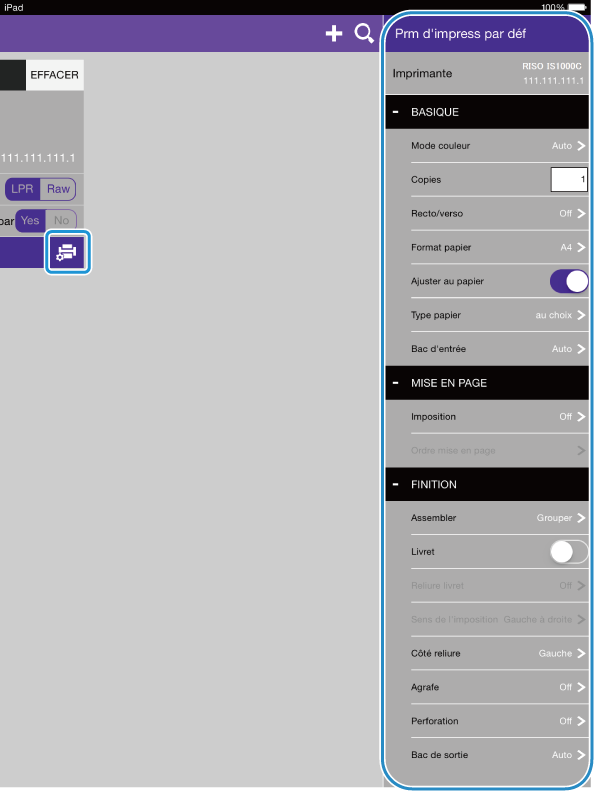 iPad 100%
Prm d'impress par déf
EFFACER
111.111.111.1
LPR Raw
par Yes No
Imprimante RISO IS1000C
111.111.111.1
- BASIQUE
Mode couleur Auto
Copies 1
Recto/verso Off
Format papier A4
Ajuster au papier
Type papier au choix
Bac d'entrée Auto
- MISE EN PAGE
Imposition Off
Ordre mise en page
- FINITION
Assembler Grouper
Livret
Reliure livret Off
Sens de l'imposition Gauche à droite
Côté reliure Gauche
Agrafe Off
Perforation Off
Bac de sortie Auto